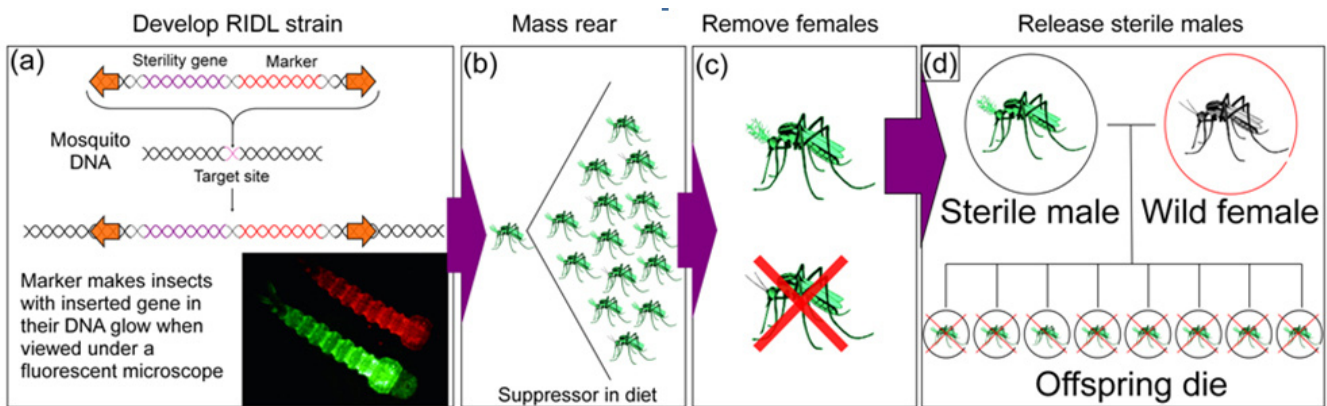 Develop RIDL strain
Mass rear
Remove females
Release sterile males
(a)
Sterility gene
Marker
Mosquito
DNA
Target site
Marker makes insects
with inserted gene in
their DNA glow when
viewed under a
fluorescent microscope
(b)
Suppressor in diet
(c)
(d)
Sterile male
Wild female
Offspring die